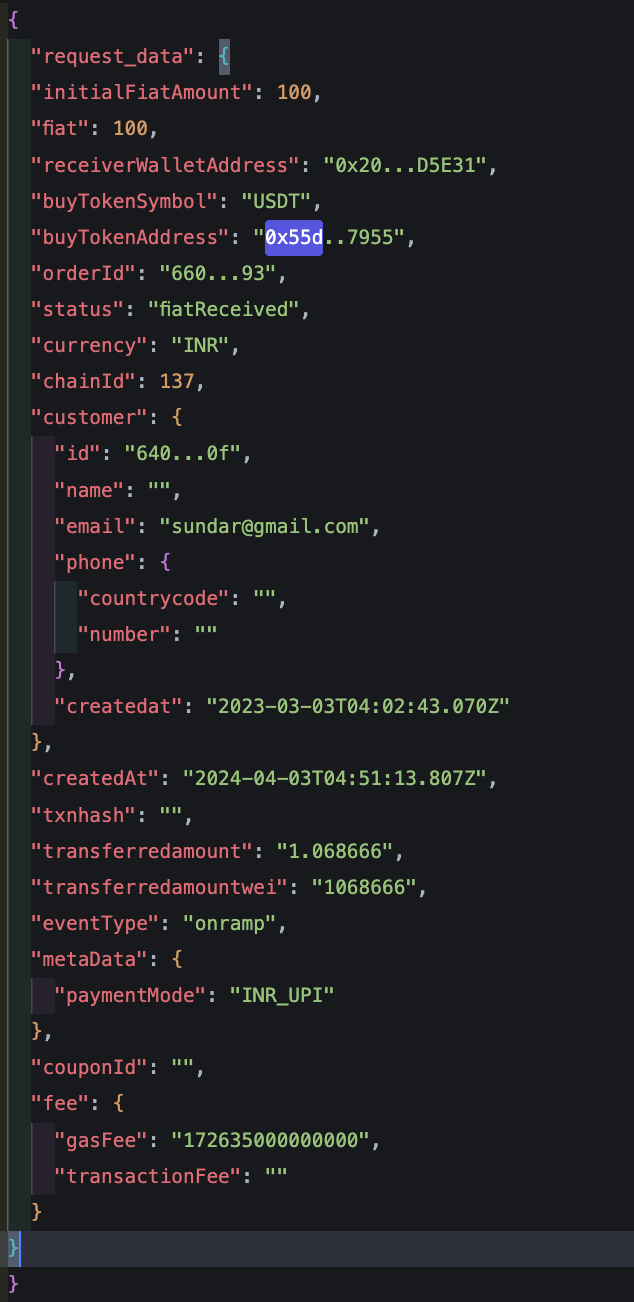 {
"request_data": {
"initialFiatAmount": 100,
"fiat": 100,
"receiverWalletAddress": "0x20...D5E31",
"buyTokenSymbol": "USDT",
"buyTokenAddress": "0x55d..7955",
"orderId": "660...93",
"status": "fiatReceived",
"currency": "INR",
"chainId": 137,
"customer": {
"id": "640...0f",
"name": "",
"email": "sundar@gmail.com",
"phone": {
"countrycode": "",
"number": ""
},
"createdat": "2023-03-03T04:02:43.070Z"
},
"createdAt": "2024-04-03T04:51:13.807Z",
"txnhash": "",
"transferredamount": "1.068666",
"transferredamountwei": "1068666",
"eventType": "onramp",
"metaData": {
"paymentMode": "INR_UPI"
},
"couponId": "",
"fee": {
"gasFee": "172635000000000",
"transactionFee": ""
}
}
}